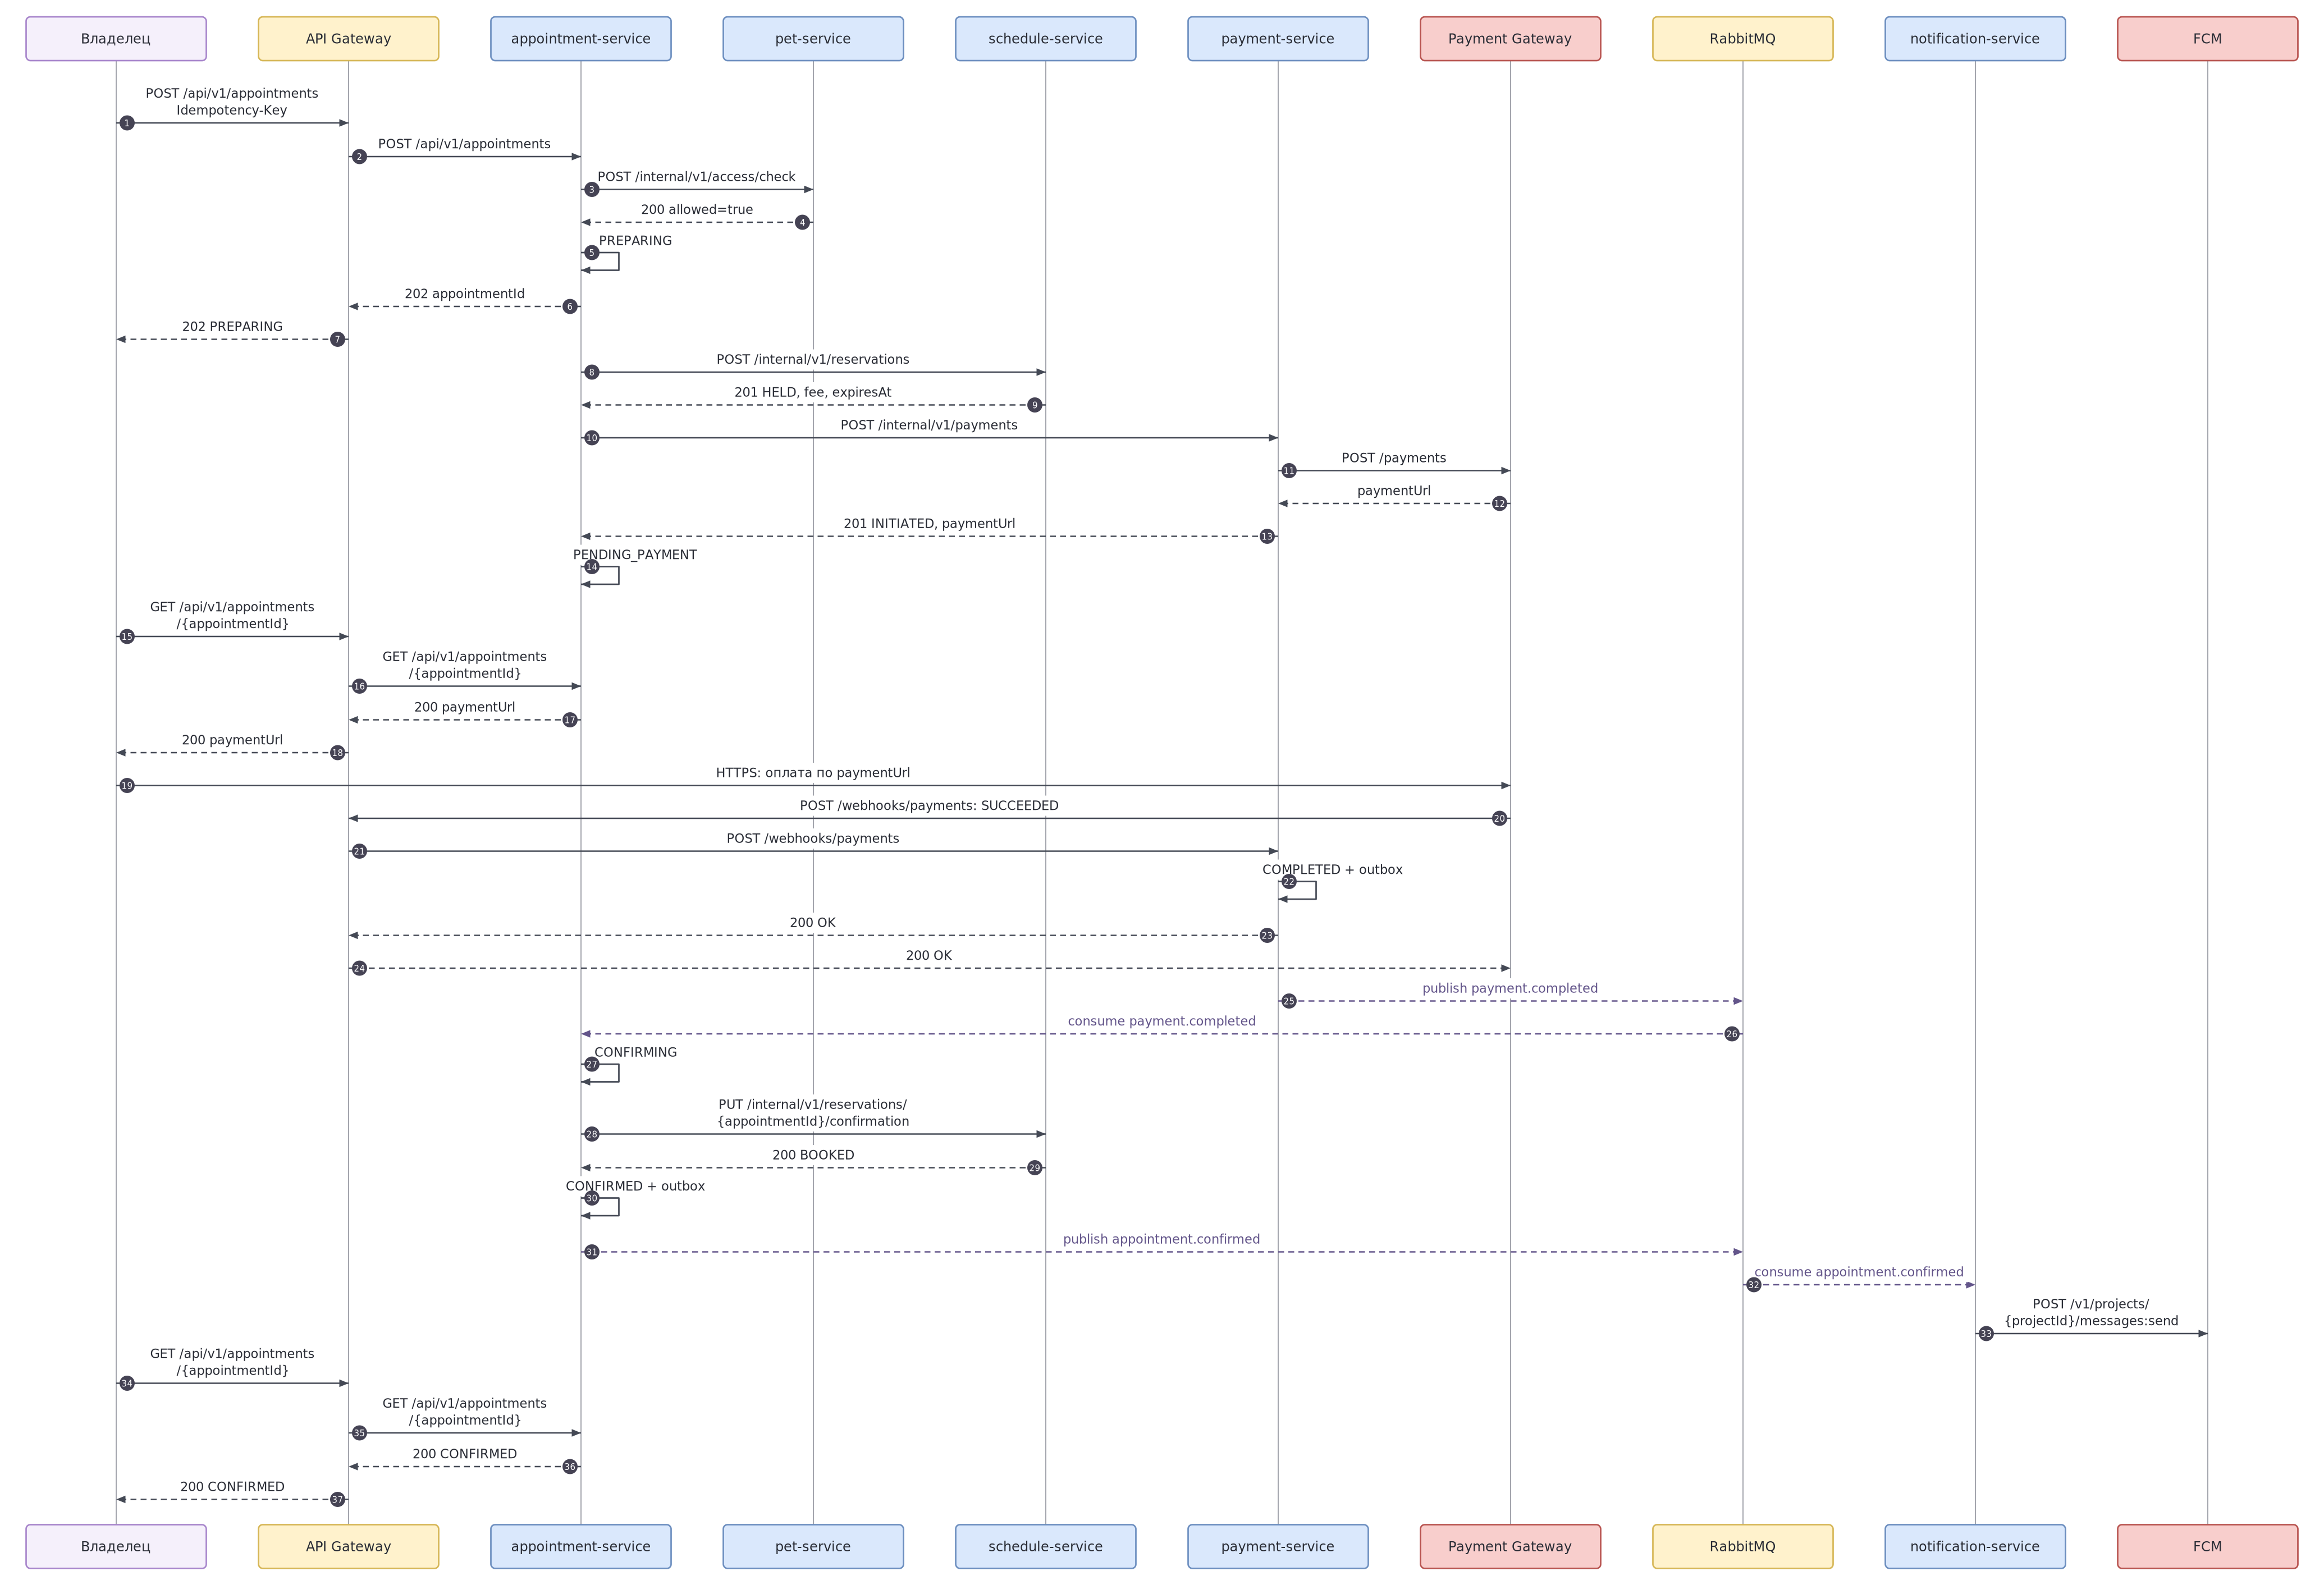 Владелец
API Gateway
appointment-service
pet-service
schedule-service
payment-service
Payment Gateway
RabbitMQ
notification-service
FCM
POST /api/v1/appointments
Idempotency-Key
1
POST /api/v1/appointments
2
POST /internal/v1/access/check
3
200 allowed=true
4
PREPARING
5
202 appointmentId
6
202 PREPARING
7
POST /internal/v1/reservations
8
201 HELD, fee, expiresAt
9
POST /internal/v1/payments
10
POST /payments
11
paymentUrl
12
201 INITIATED, paymentUrl
13
PENDING_PAYMENT
14
GET /api/v1/appointments
/{appointmentId}
15
GET /api/v1/appointments
/{appointmentId}
16
200 paymentUrl
17
200 paymentUrl
18
HTTPS: оплата по paymentUrl
19
POST /webhooks/payments: SUCCEEDED
20
POST /webhooks/payments
21
COMPLETED + outbox
22
200 OK
23
200 OK
24
publish payment.completed
25
consume payment.completed
26
CONFIRMING
27
PUT /internal/v1/reservations/
{appointmentId}/confirmation
28
200 BOOKED
29
CONFIRMED + outbox
30
publish appointment.confirmed
31
consume appointment.confirmed
32
POST /v1/projects/
{projectId}/messages:send
33
GET /api/v1/appointments
/{appointmentId}
34
GET /api/v1/appointments
/{appointmentId}
35
200 CONFIRMED
36
200 CONFIRMED
37
Владелец
API Gateway
appointment-service
pet-service
schedule-service
payment-service
Payment Gateway
RabbitMQ
notification-service
FCM